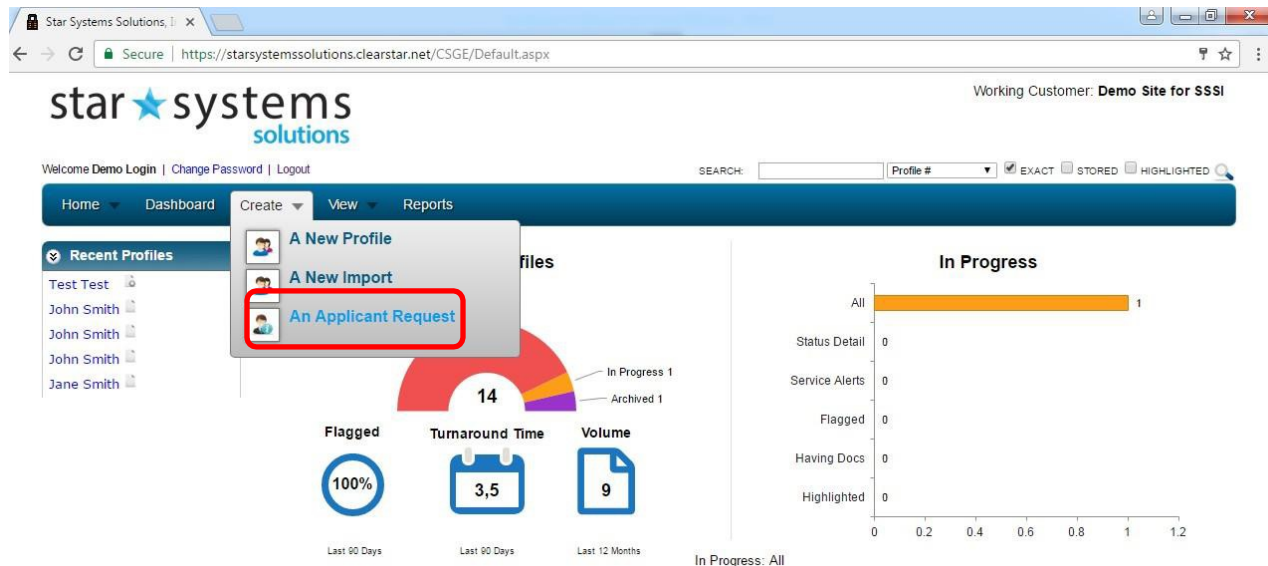 Star Systems Solutions, I
Secure | https://starsystemssolutions.clearstar.net/CSGE/Default.aspx
star systems
solutions
Working Customer: Demo Site for SSSI
Welcome Demo Login | Change Password | Logout
SEARCH: Profile # EXACT STORED HIGHLIGHTED
Home Dashboard Create View Reports
A New Profile
A New Import
An Applicant Request
Recent Profiles
Test Test
John Smith
John Smith
John Smith
Jane Smith
files
14
In Progress 1
Archived 1
Flagged
100%
Last 90 Days
Turnaround Time
3,5
Last 90 Days
Volume
9
Last 12 Months
In Progress
All 1
Status Detail 0
Service Alerts 0
Flagged 0
Having Docs 0
Highlighted 0
0 0.2 0.4 0.6 0.8 1 1.2
In Progress: All